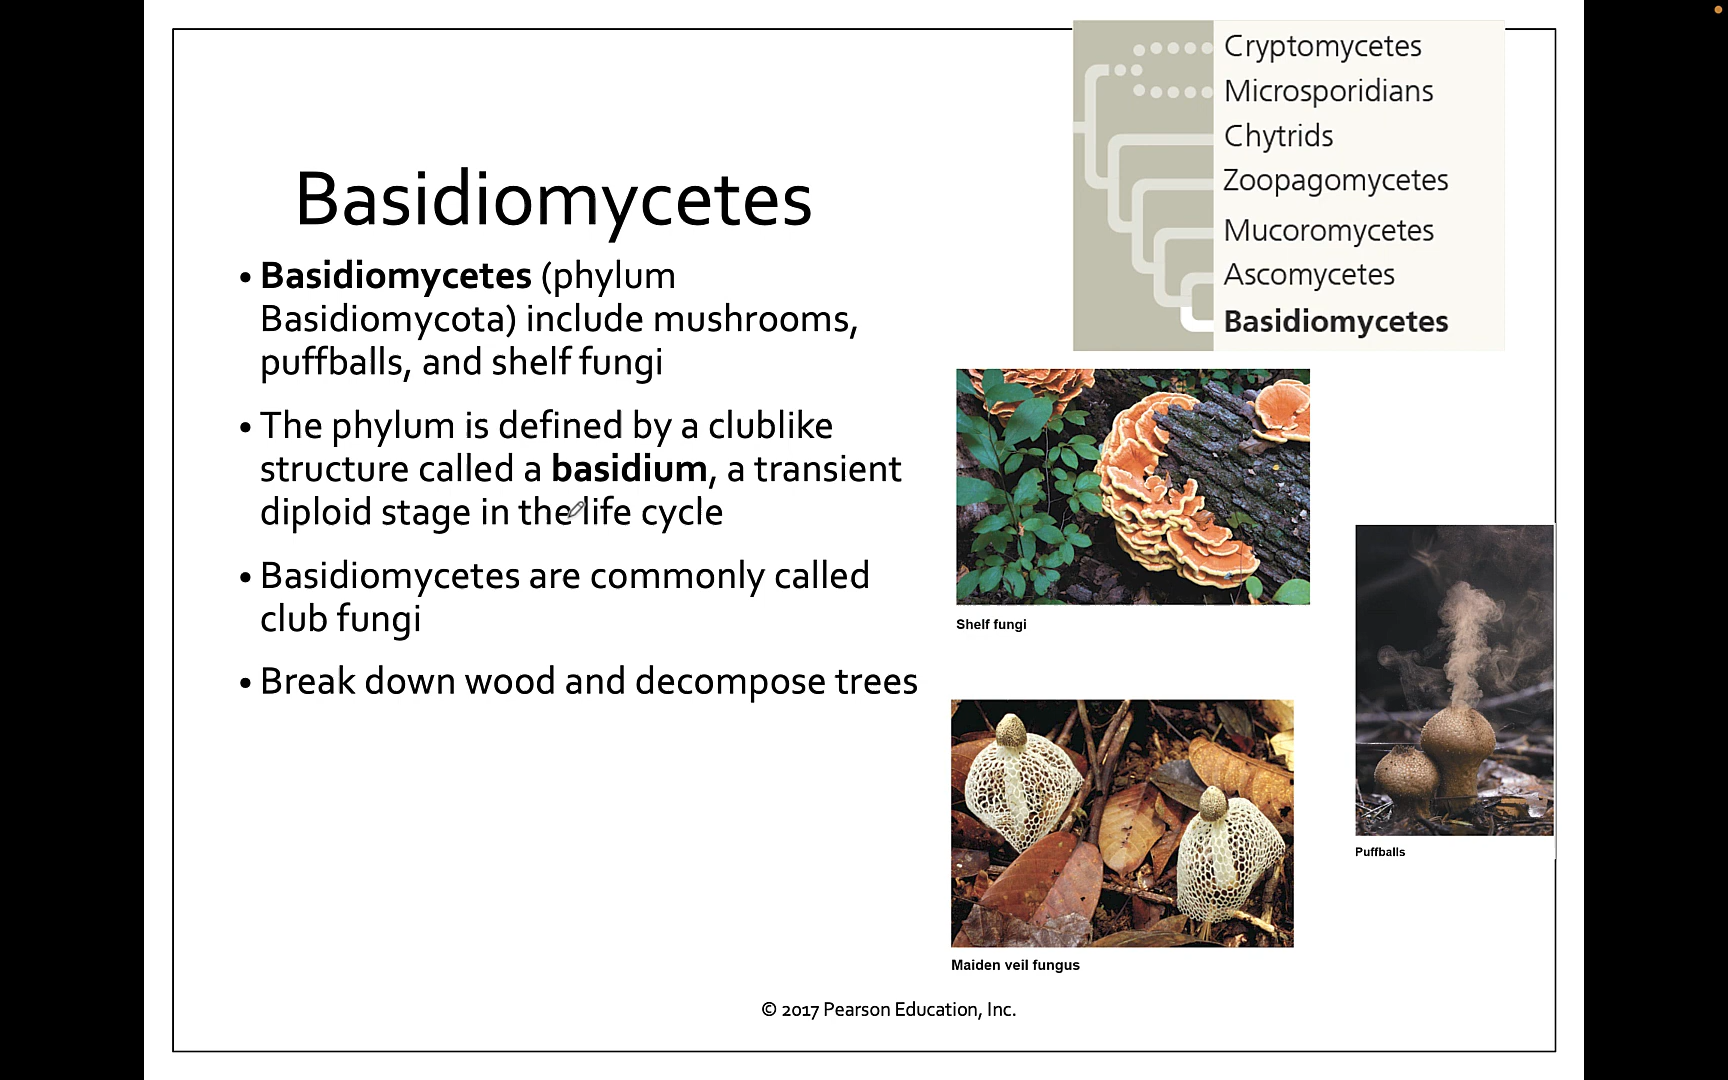 Cryptomycetes
Microsporidians
Chytrids
Zoopagomycetes
Mucoromycetes
Ascomycetes
Basidiomycetes
Basidiomycetes
• Basidiomycetes (phylum
Basidiomycota) include mushrooms,
puffballs, and shelf fungi
• The phylum is defined by a clublike
structure called a basidium, a transient
diploid stage in the life cycle
• Basidiomycetes are commonly called
club fungi
• Break down wood and decompose trees
Shelf fungi
Puffballs
Maiden veil fungus
© 2017 Pearson Education, Inc.